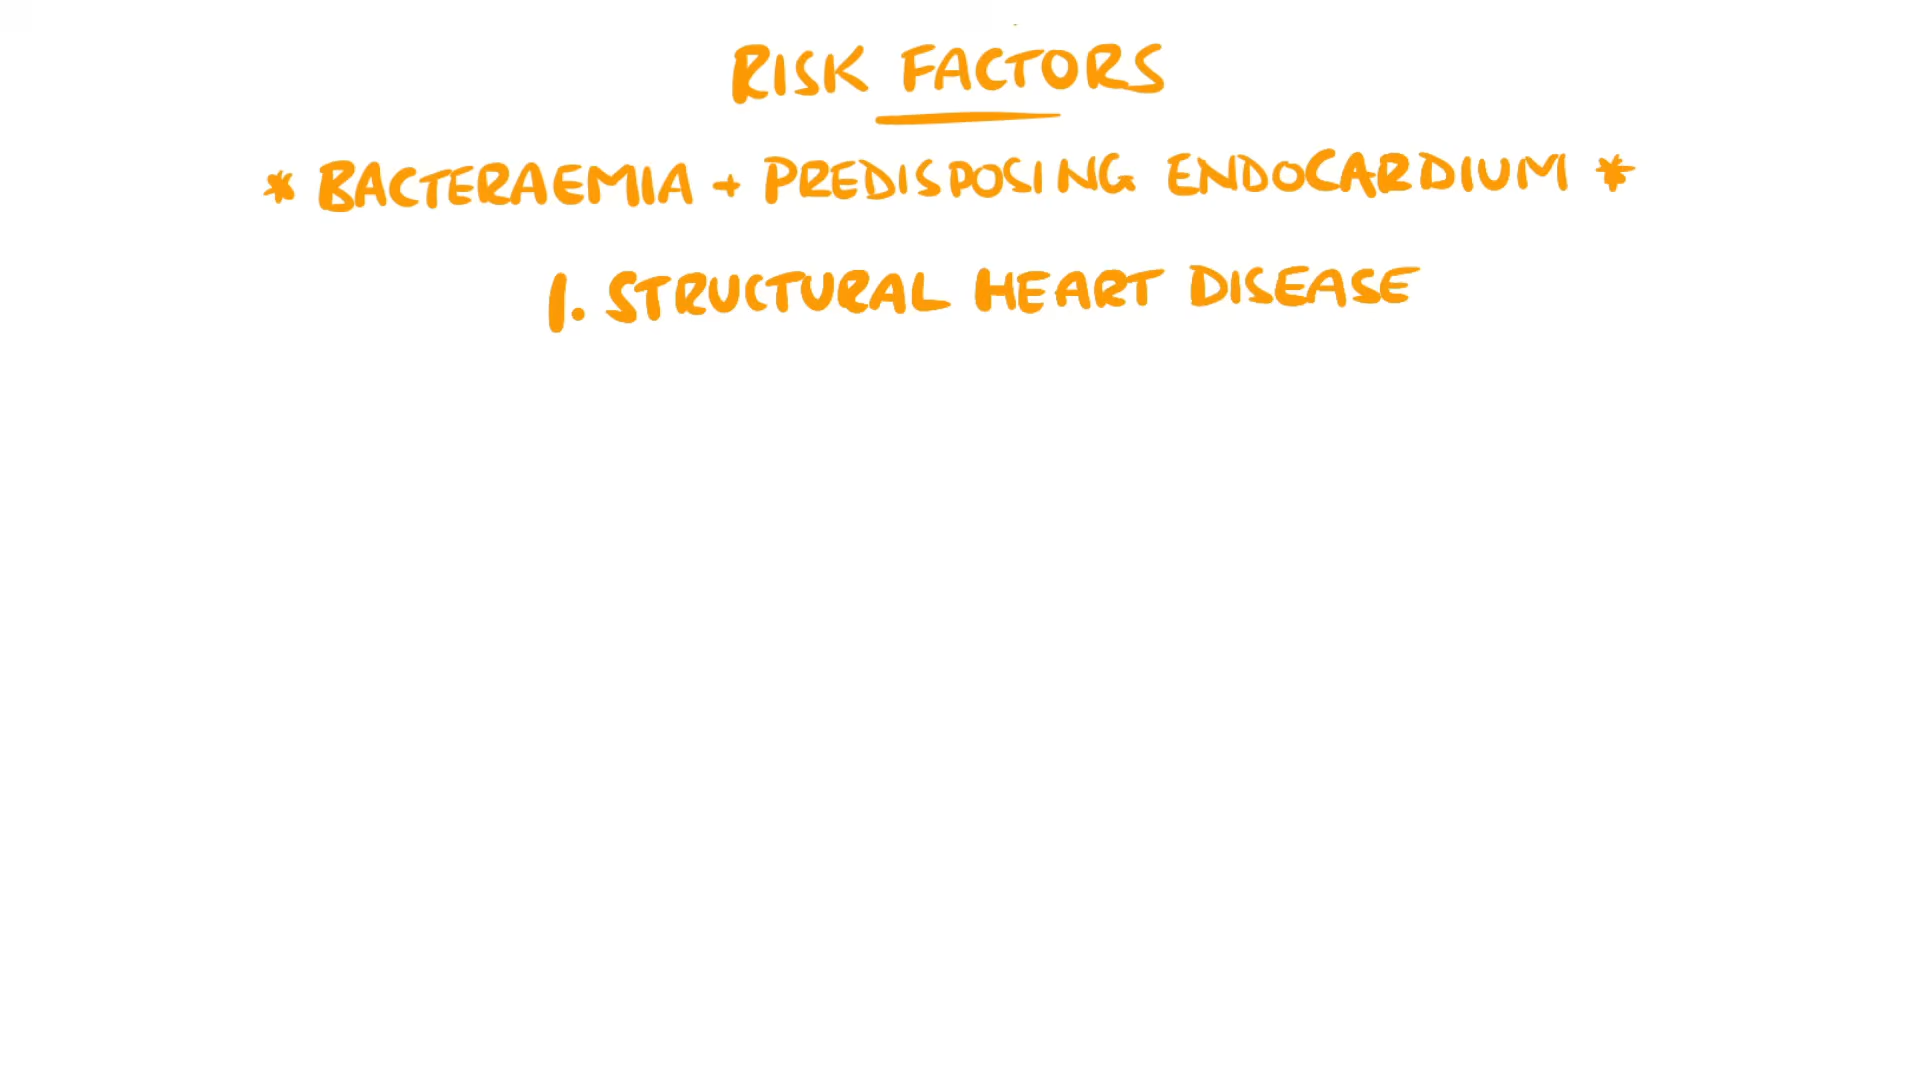 RISK FACTORS
* BACTERAEMIA + PREDISPOSING ENDOCARDIUM *
1. STRUCTURAL HEART DISEASE